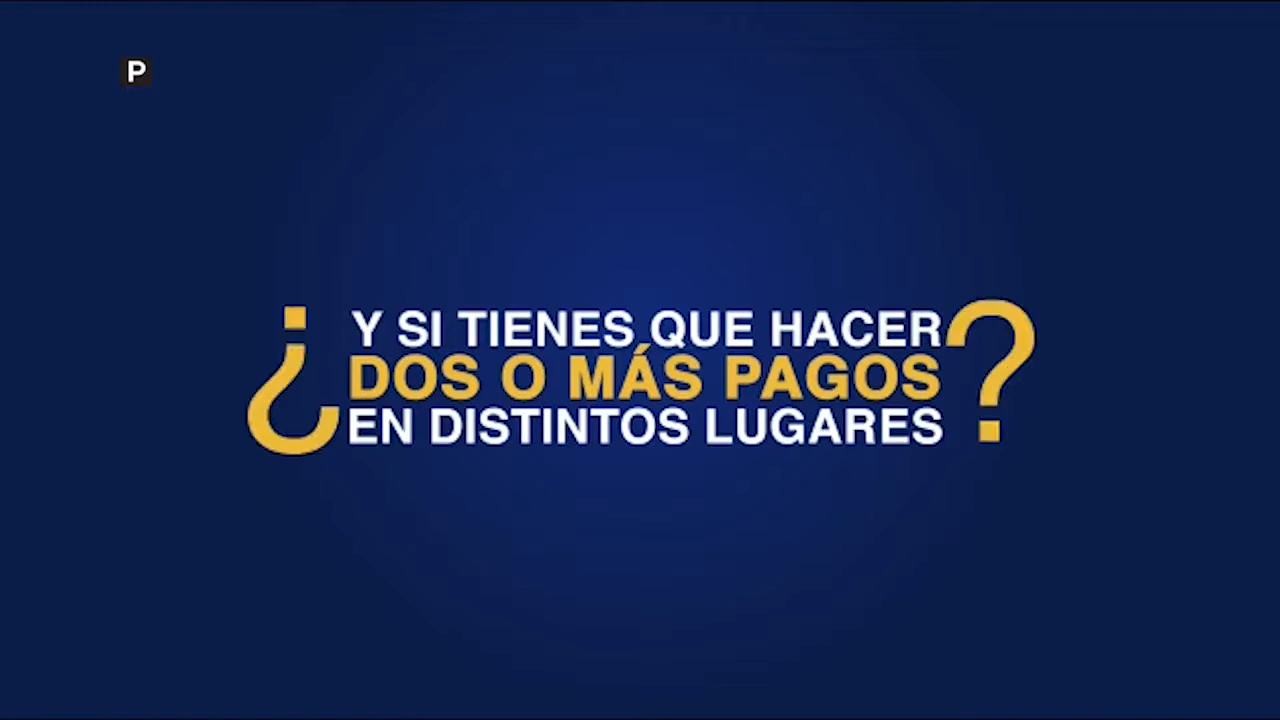 P
¿Y SI TIENES QUE HACER
DOS O MÁS PAGOS
EN DISTINTOS LUGARES?